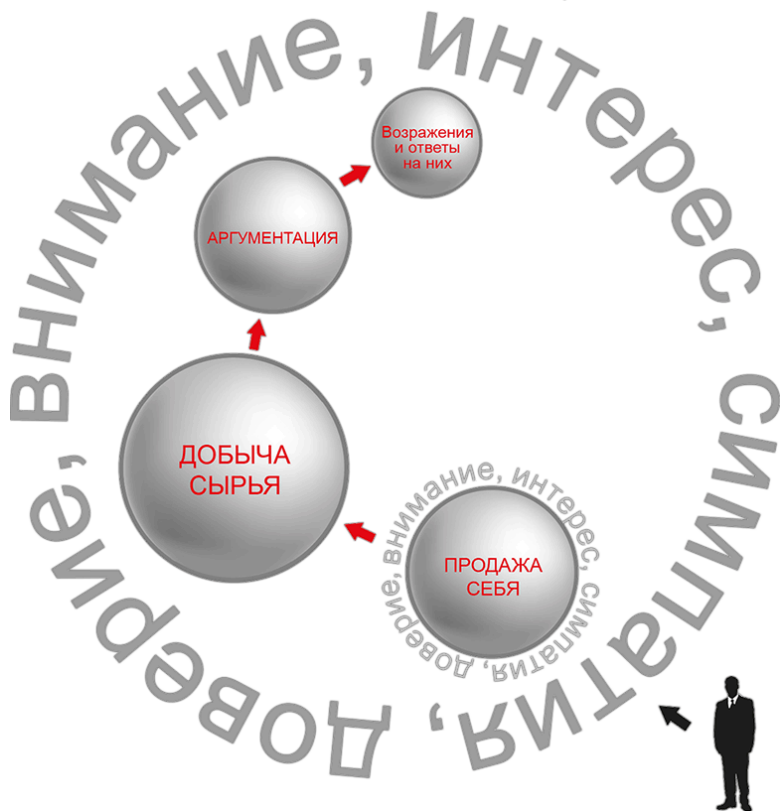 внимание, интерес, симпатия, доверие,
Возражения
и ответы
на них
АРГУМЕНТАЦИЯ
ДОБЫЧА
СЫРЬЯ
внимание, интерес, симпатия, доверие,
ПРОДАЖА
СЕБЯ